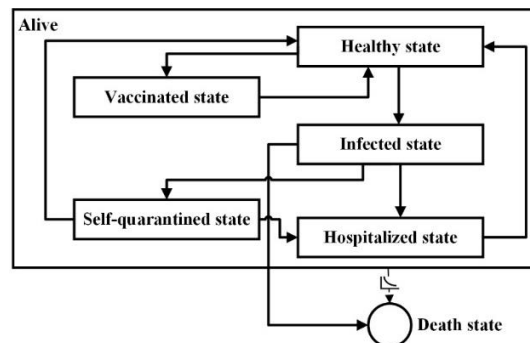 Alive
Healthy state
Vaccinated state
Infected state
Self-quarantined state
Hospitalized state
Death state